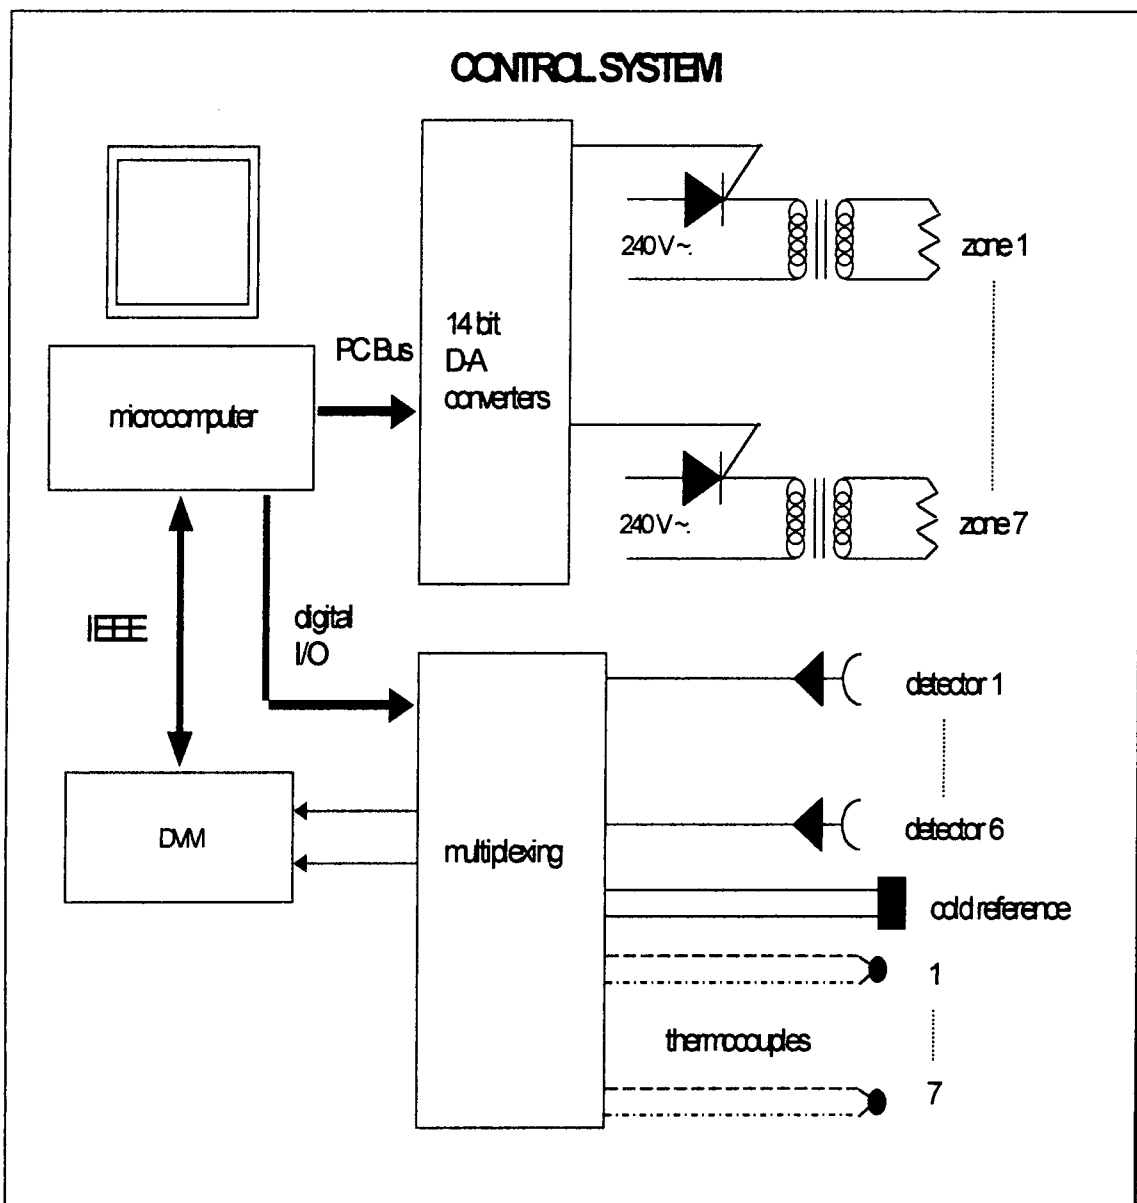 CONTROL SYSTEM
PC Bus
14 bit
D-A
converters
microcomputer
240 V ~.
zone 1
240 V ~.
zone 7
IEEE
digital
I/O
DVM
multiplexing
detector 1
detector 6
cold reference
1
thermocouples
7